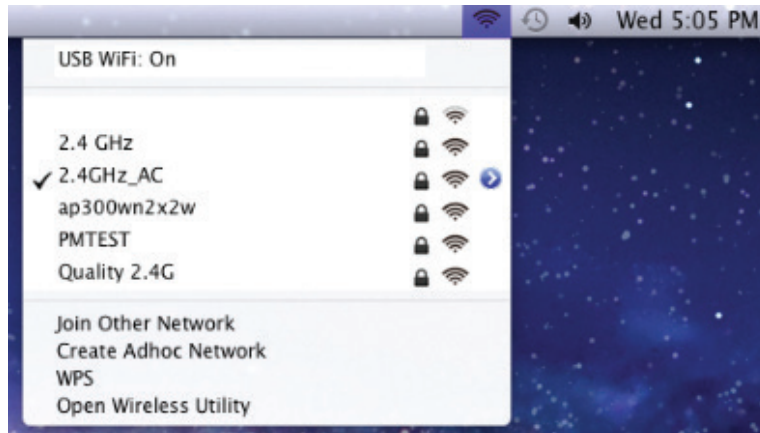 Wed 5:05 PM
USB WiFi: On
2.4 GHz
2.4GHz_AC
ap300wn2x2w
PMTEST
Quality 2.4G
Join Other Network
Create Adhoc Network
WPS
Open Wireless Utility